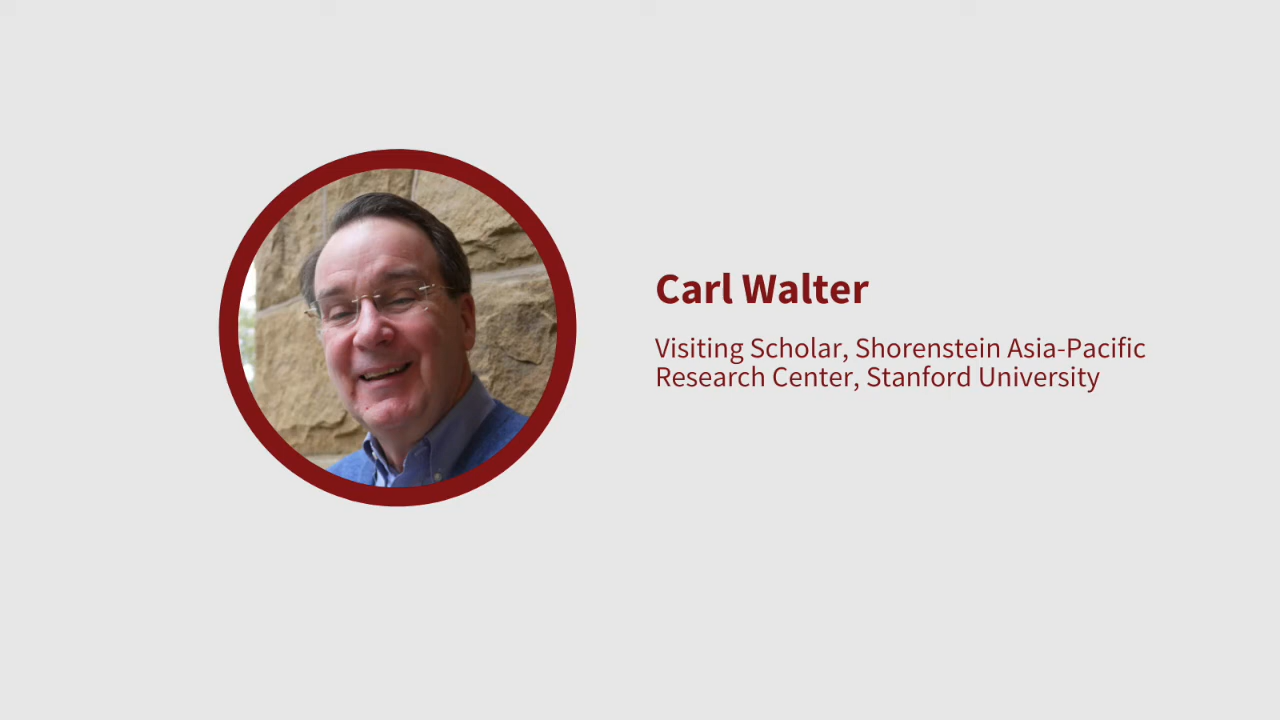 Carl Walter
Visiting Scholar, Shorenstein Asia-Pacific
Research Center, Stanford University